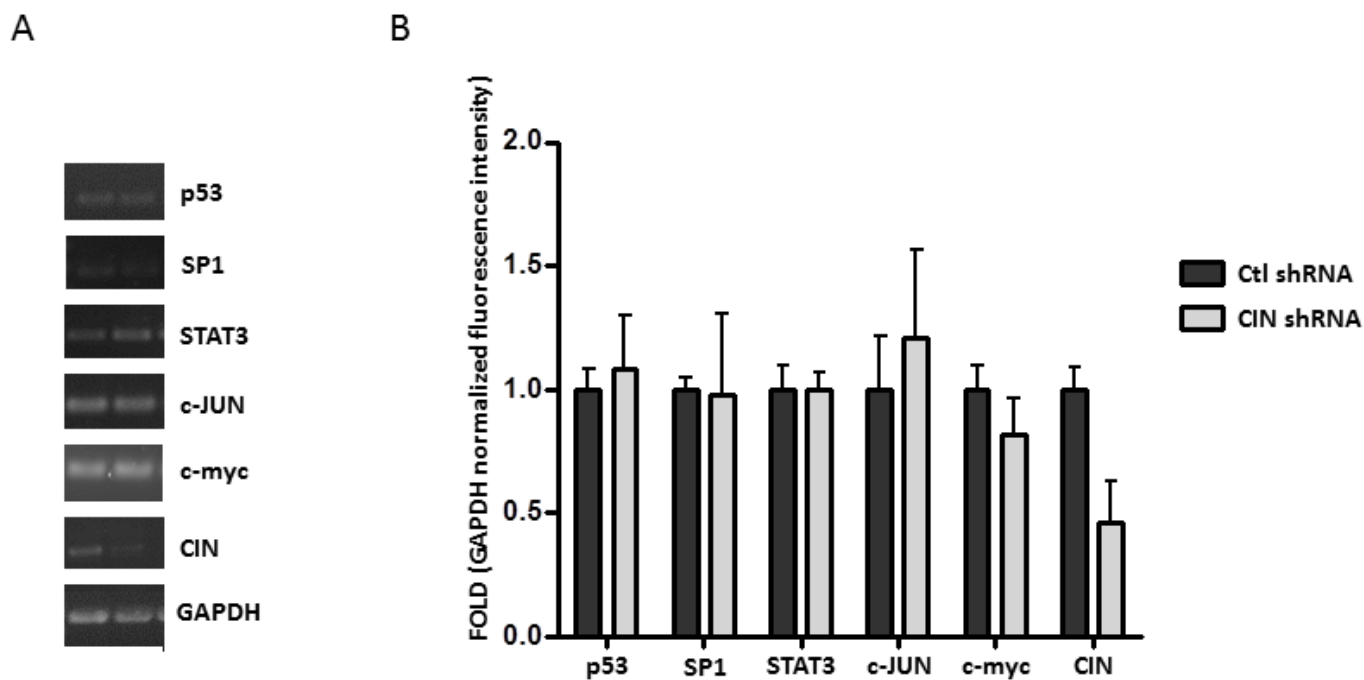 A
B
p53
SP1
STAT3
c-JUN
c-myc
CIN
GAPDH
FOLD (GAPDH normalized fluorescence intensity)
2.0
1.5
1.0
0.5
0.0
p53 SP1 STAT3 c-JUN c-myc CIN
Ctl shRNA
CIN shRNA